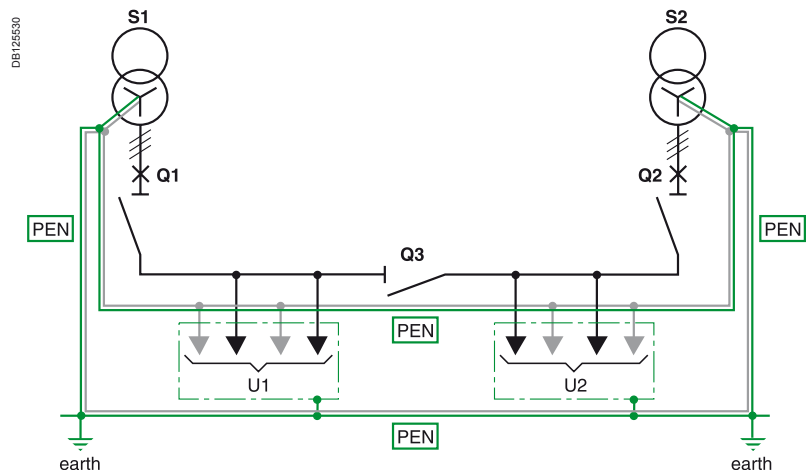 DB125530
S1
S2
Q1
Q2
PEN
PEN
Q3
PEN
U1
U2
PEN
earth
earth